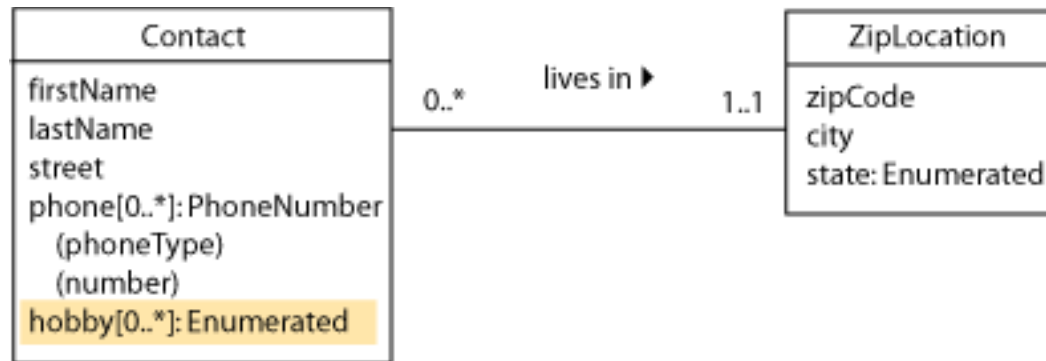 Contact
firstName
lastName
street
phone[0..*]: PhoneNumber
(phoneType)
(number)
hobby[0..*]: Enumerated
0..*
lives in ▶
1..1
ZipLocation
zipCode
city
state: Enumerated